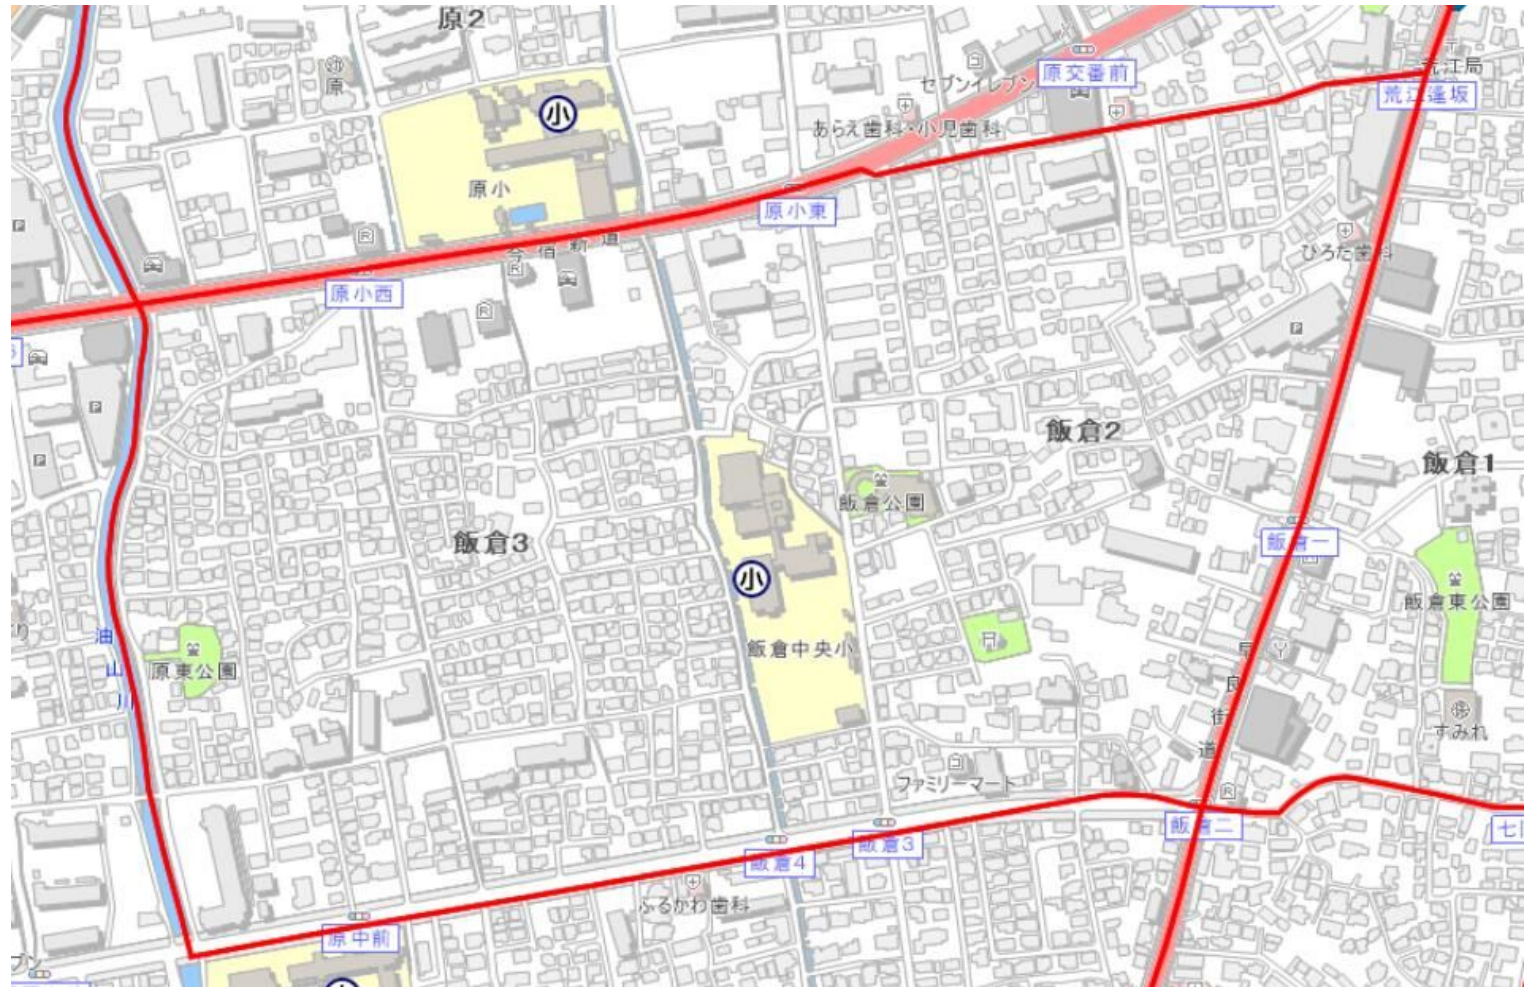 原2
荒江局
セブンイレブン
原交番前
原
荒江逢坂
小
あらえ歯科・小児歯科
原小
原小東
今宿新道
ひろた歯科
原小西
飯倉2
飯倉1
飯倉公園
飯倉3
飯倉一
小
飯倉東公園
油山川
原東公園
飯倉中央小
早良街道
すみれ
ファミリーマート
飯倉二
飯倉3
飯倉4
ふるかわ歯科
原中前